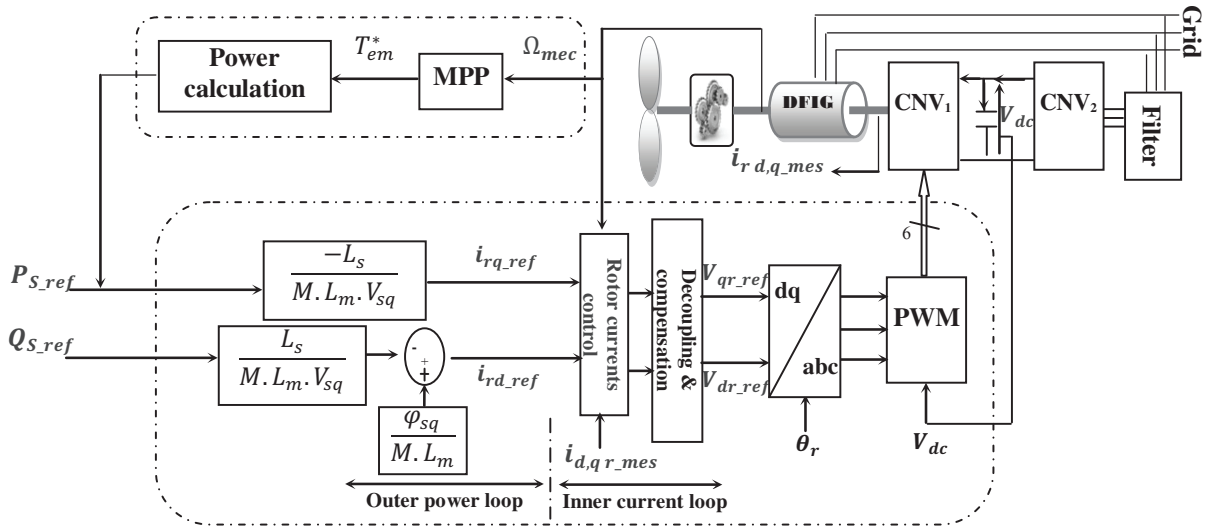 Grid
Power
calculation
T*em
MPP
Ωmec
DFIG
CNV1
Vdc
CNV2
Filter
ir d,q_mes
6
PS_ref
−Ls
M.Lm.Vsq
irq_ref
Rotor currents
control
Decoupling &
compensation
Vqr_ref
dq
abc
PWM
QS_ref
Ls
M.Lm.Vsq
-
+
+
ird_ref
Vdr_ref
φsq
M.Lm
id,q r_mes
θr
Vdc
Outer power loop
Inner current loop